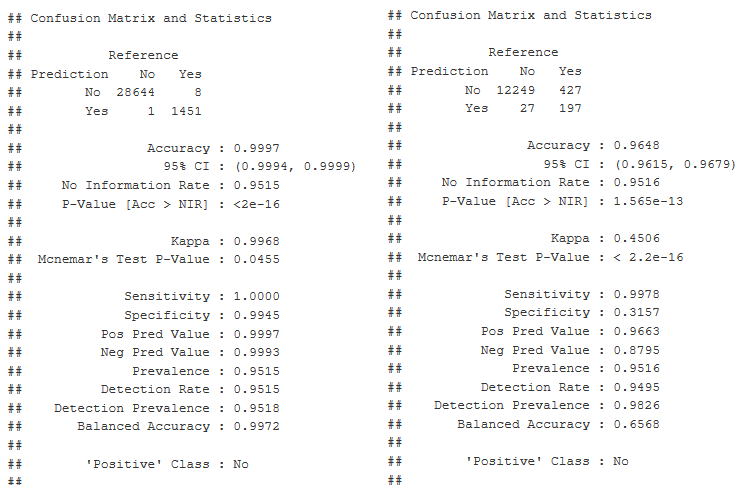 ## Confusion Matrix and Statistics
##
##           Reference
## Prediction    No   Yes
##        No  28644     8
##        Yes     1  1451
##
##                Accuracy : 0.9997
##                  95% CI : (0.9994, 0.9999)
##     No Information Rate : 0.9515
##     P-Value [Acc > NIR] : <2e-16
##
##                   Kappa : 0.9968
##  Mcnemar's Test P-Value : 0.0455
##
##             Sensitivity : 1.0000
##             Specificity : 0.9945
##          Pos Pred Value : 0.9997
##          Neg Pred Value : 0.9993
##              Prevalence : 0.9515
##          Detection Rate : 0.9515
##    Detection Prevalence : 0.9518
##       Balanced Accuracy : 0.9972
##
##        'Positive' Class : No
##
## Confusion Matrix and Statistics
##
##           Reference
## Prediction    No   Yes
##        No  12249   427
##        Yes    27   197
##
##                Accuracy : 0.9648
##                  95% CI : (0.9615, 0.9679)
##     No Information Rate : 0.9516
##     P-Value [Acc > NIR] : 1.565e-13
##
##                   Kappa : 0.4506
##  Mcnemar's Test P-Value : < 2.2e-16
##
##             Sensitivity : 0.9978
##             Specificity : 0.3157
##          Pos Pred Value : 0.9663
##          Neg Pred Value : 0.8795
##              Prevalence : 0.9516
##          Detection Rate : 0.9495
##    Detection Prevalence : 0.9826
##       Balanced Accuracy : 0.6568
##
##        'Positive' Class : No
##